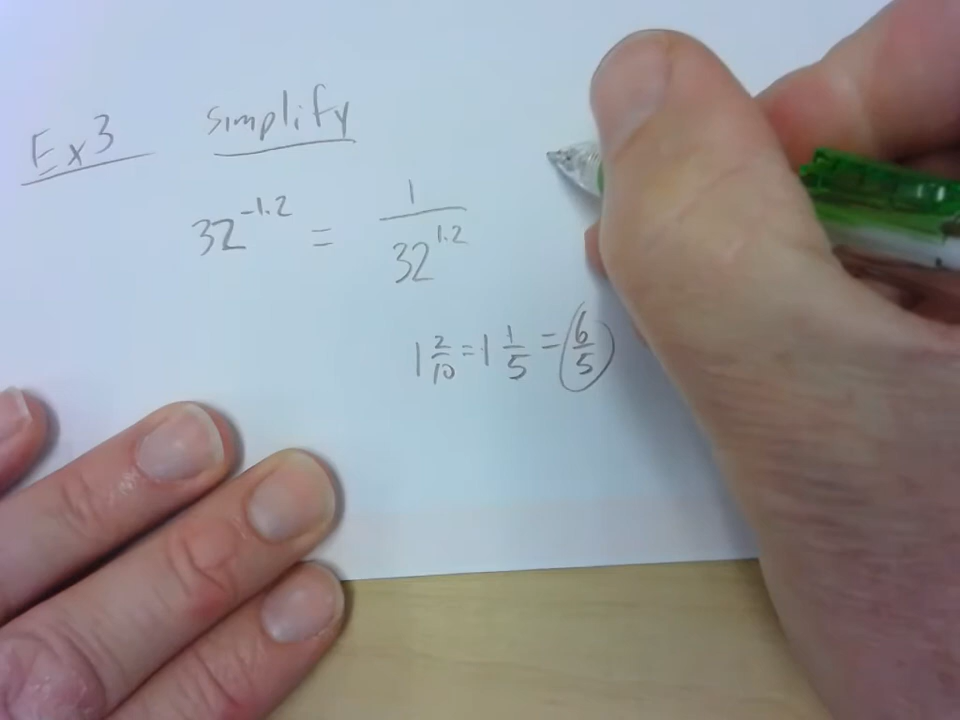 Ex3 Simplify
32^-1.2 = 1/32^1.2
1 2/10 = 1 1/5 = 6/5